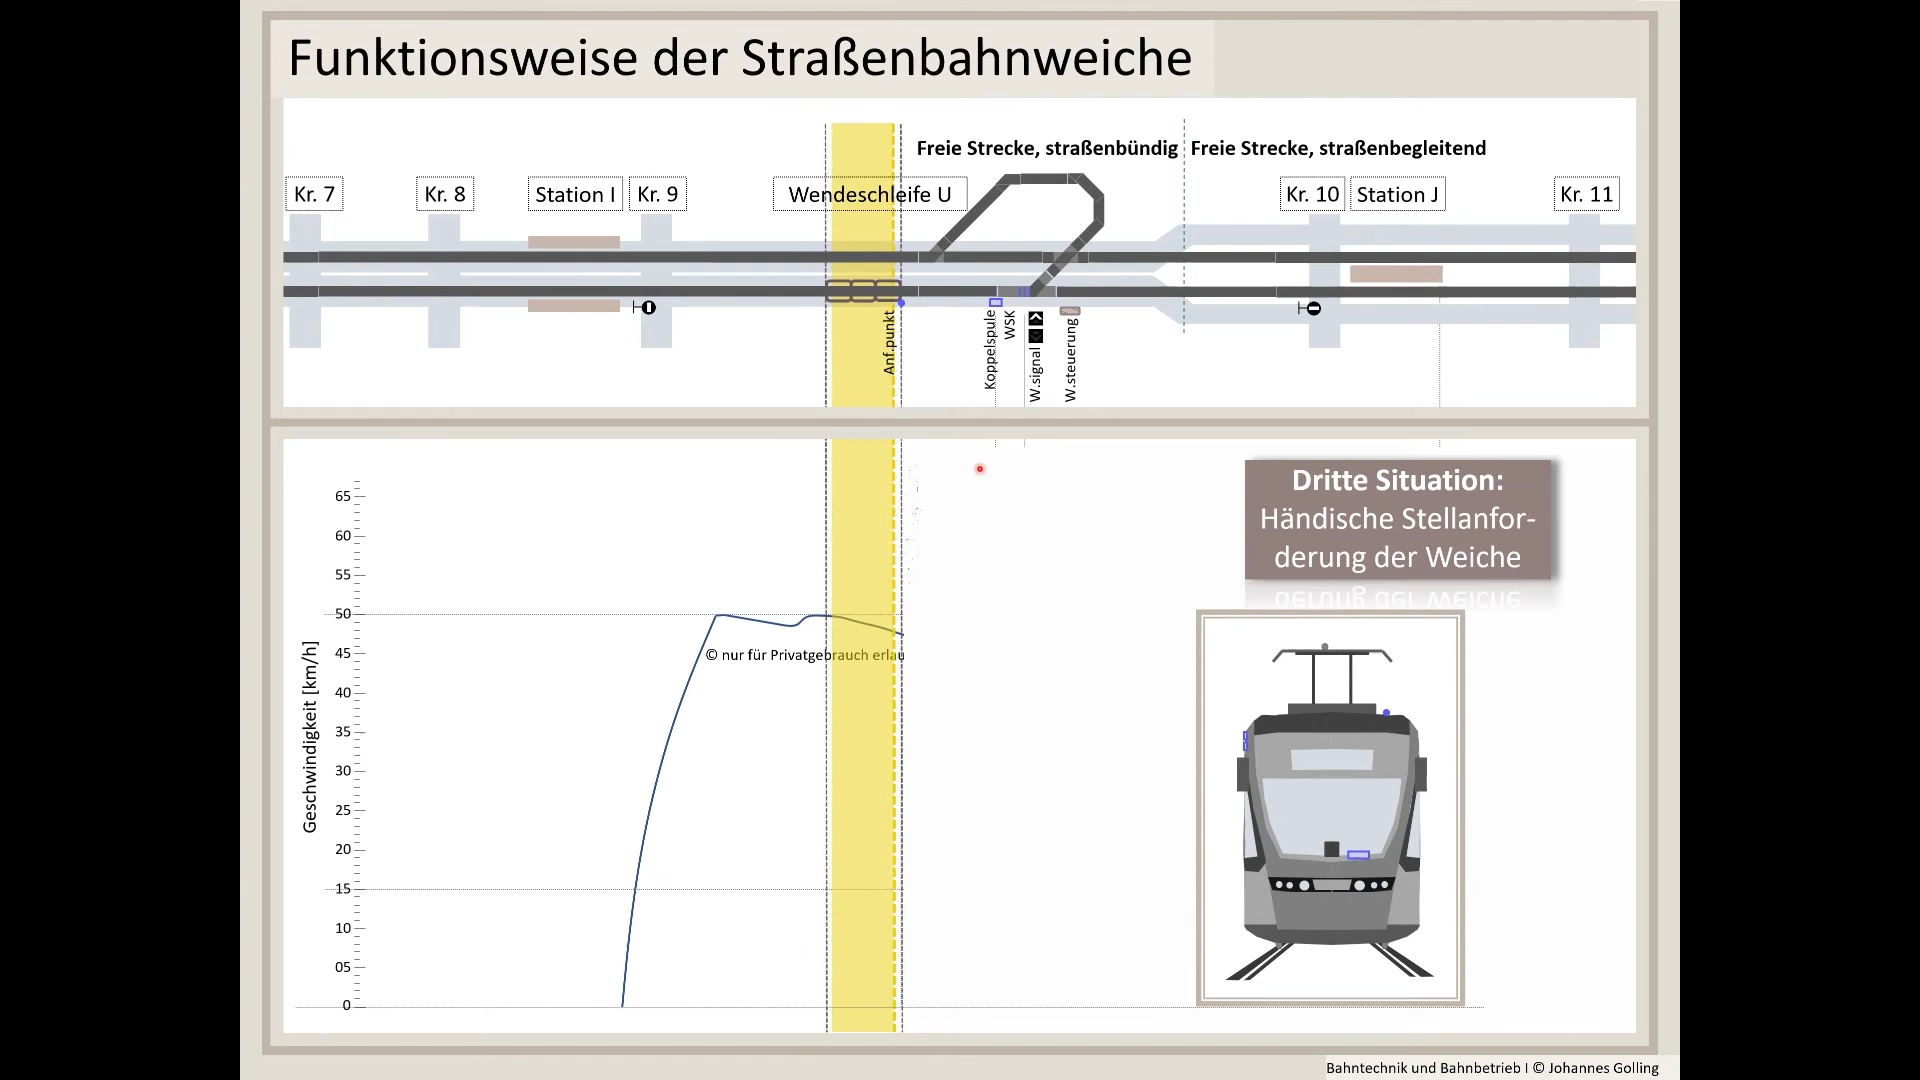 Funktionsweise der Straßenbahnweiche
Freie Strecke, straßenbündig
Freie Strecke, straßenbegleitend
Kr. 7
Kr. 8
Station I
Kr. 9
Wendeschleife U
Kr. 10
Station J
Kr. 11
Anf.punkt
Koppelspule
WSK
W.signal
W.steuerung
Dritte Situation:
Händische Stellanfor-
derung der Weiche
Geschwindigkeit [km/h]
65
60
55
50
45
40
35
30
25
20
15
10
05
0
© nur für Privatgebrauch erlau
Bahntechnik und Bahnbetrieb I © Johannes Golling